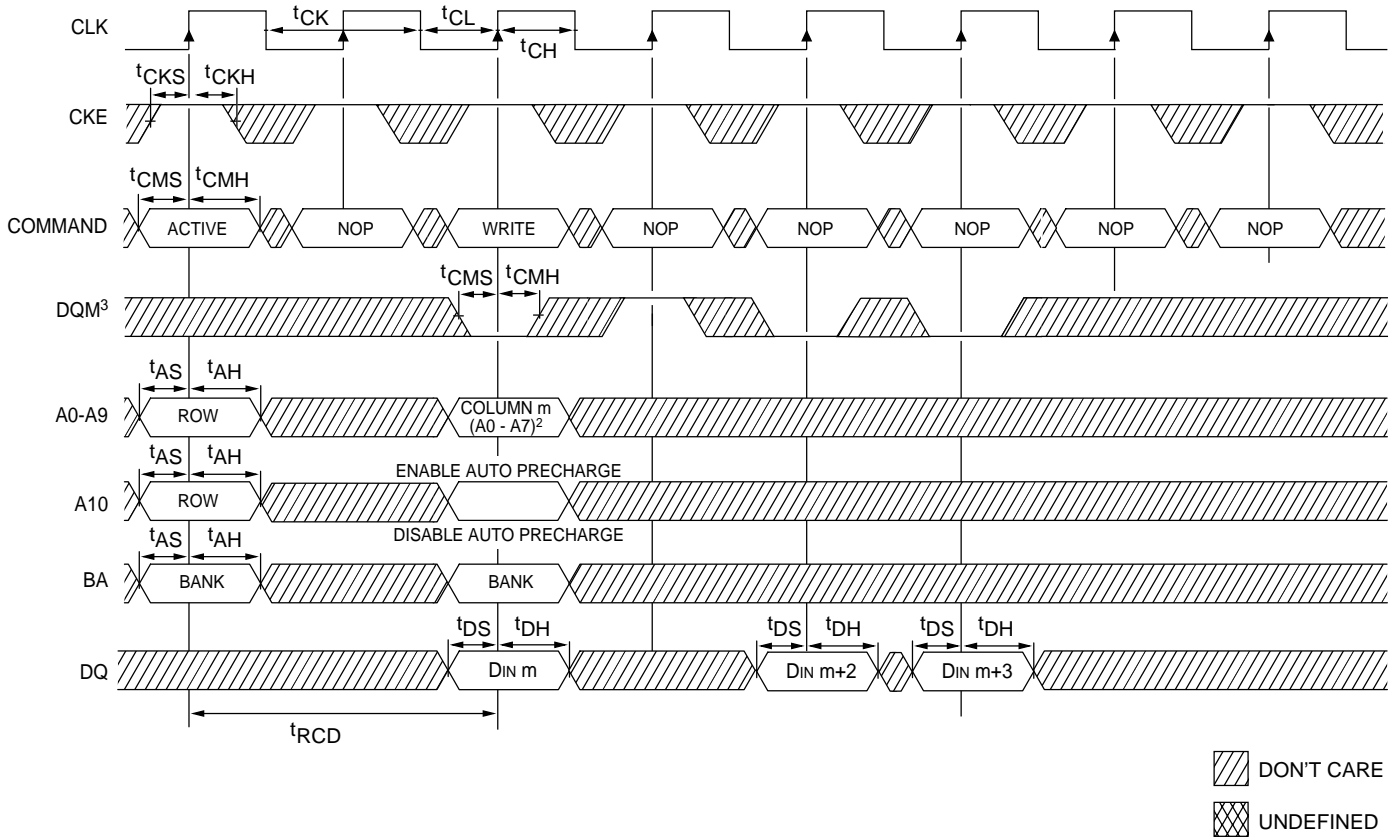 CLK
tCK
tCL
tCH
tCKS
tCKH
CKE
tCMS
tCMH
COMMAND
ACTIVE
NOP
WRITE
NOP
NOP
NOP
NOP
NOP
tCMS
tCMH
DQM³
tAS
tAH
A0-A9
ROW
COLUMN m
(A0 - A7)²
tAS
tAH
ENABLE AUTO PRECHARGE
A10
ROW
DISABLE AUTO PRECHARGE
tAS
tAH
BA
BANK
BANK
tDS
tDH
tDS
tDH
tDS
tDH
DQ
DIN m
DIN m+2
DIN m+3
tRCD
DON'T CARE
UNDEFINED